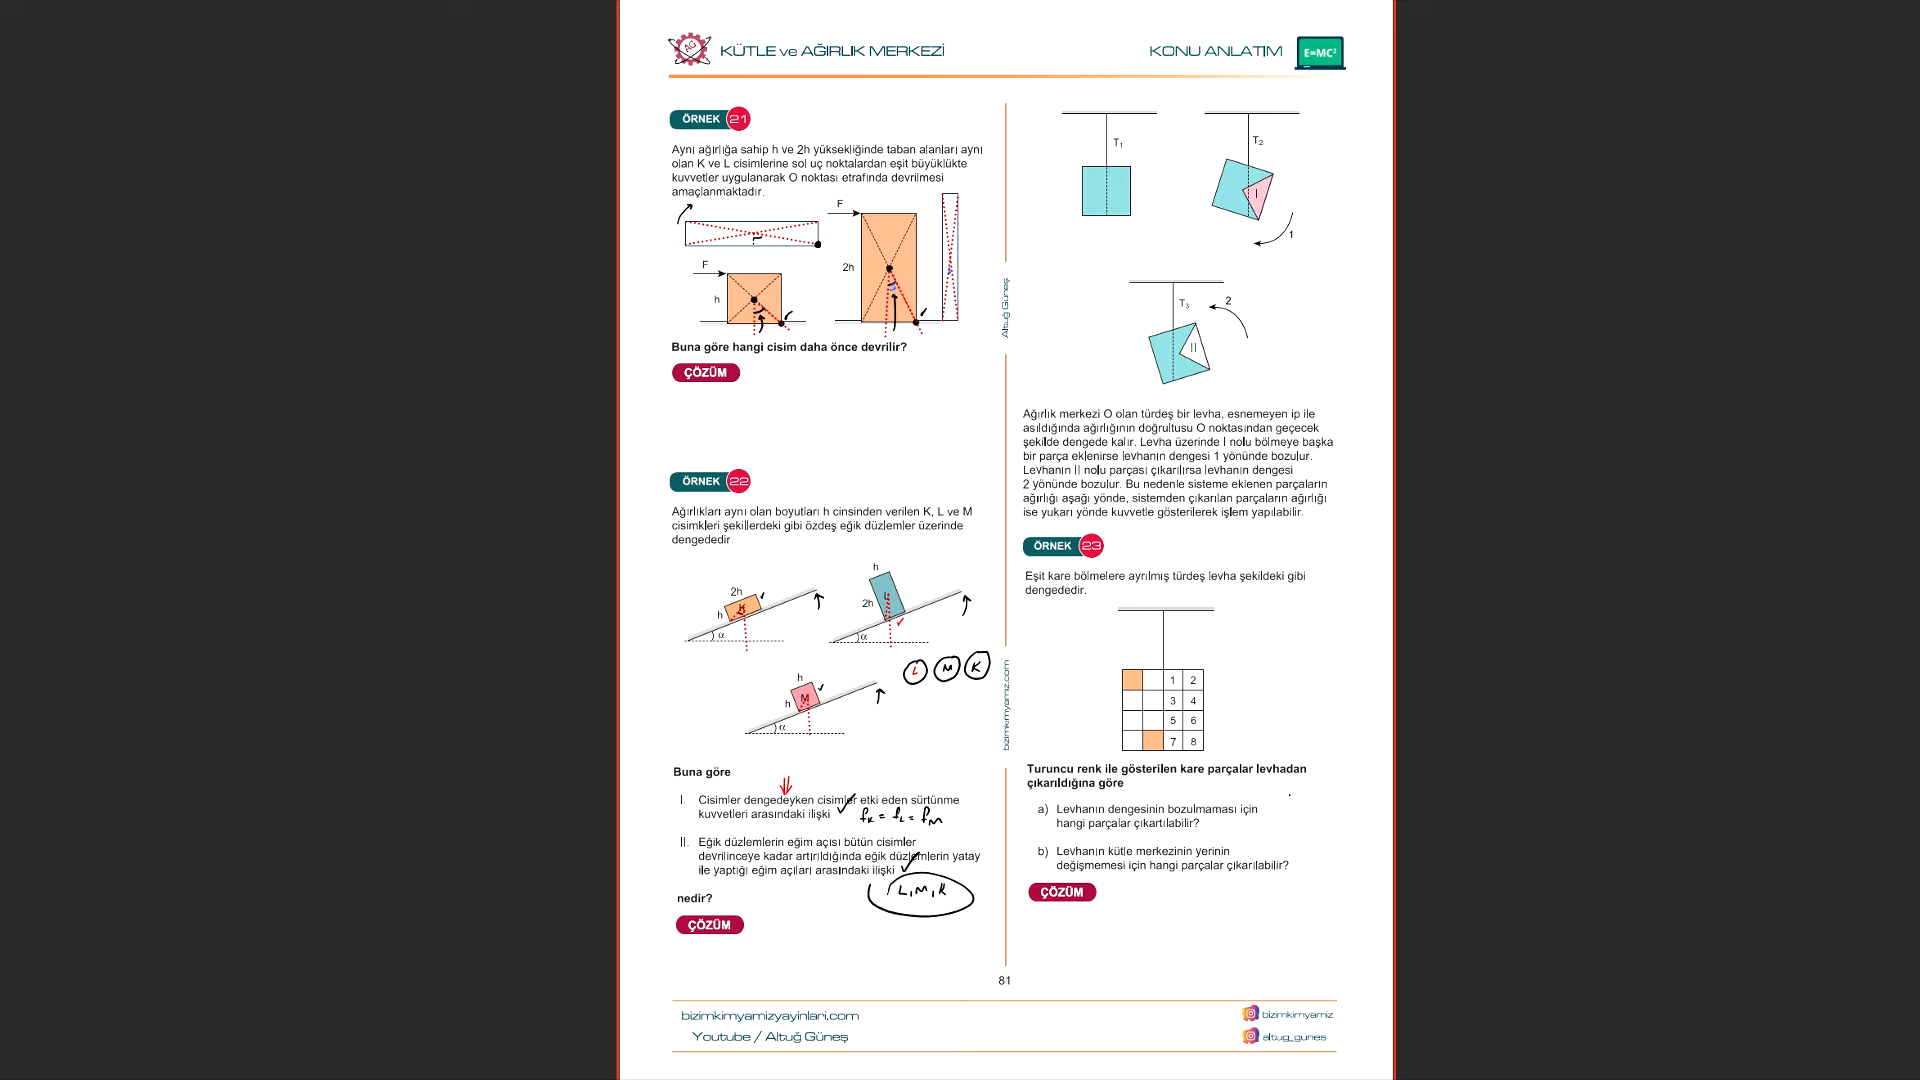 KÜTLE ve AĞIRLIK MERKEZİ
KONU ANLATIM
E=MC²
AG
ÖRNEK 21
Aynı ağırlığa sahip h ve 2h yüksekliğinde taban alanları aynı
olan K ve L cisimlerine sol uç noktalardan eşit büyüklükte
kuvvetler uygulanarak O noktası etrafında devrilmesi
amaçlanmaktadır.
F
2h
F
h
Buna göre hangi cisim daha önce devrilir?
ÇÖZÜM
ÖRNEK 22
Ağırlıkları aynı olan boyutları h cinsinden verilen K, L ve M
cisimkleri şekillerdeki gibi özdeş eğik düzlemler üzerinde
dengededir.
2h
h
K
α
h
2h
L
α
h
h
M
α
L M K
Buna göre
I. Cisimler dengedeyken cisimler etki eden sürtünme
kuvvetleri arasındaki ilişki
fK = fL = fM
II. Eğik düzlemlerin eğim açısı bütün cisimler
devrilinceye kadar artırıldığında eğik düzlemlerin yatay
ile yaptığı eğim açıları arasındaki ilişki
L, M, K
nedir?
ÇÖZÜM
Altuğ Güneş
bizimkimyamiz.com
T1
T2
I
1
T3
2
II
Ağırlık merkezi O olan türdeş bir levha, esnemeyen ip ile
asıldığında ağırlığının doğrultusu O noktasından geçecek
şekilde dengede kalır. Levha üzerinde I nolu bölmeye başka
bir parça eklenirse levhanın dengesi 1 yönünde bozulur.
Levhanın II nolu parçası çıkarılırsa levhanın dengesi
2 yönünde bozulur. Bu nedenle sisteme eklenen parçaların
ağırlığı aşağı yönde, sistemden çıkarılan parçaların ağırlığı
ise yukarı yönde kuvvetle gösterilerek işlem yapılabilir.
ÖRNEK 23
Eşit kare bölmelere ayrılmış türdeş levha şekildeki gibi
dengededir.
1 2
3 4
5 6
7 8
Turuncu renk ile gösterilen kare parçalar levhadan
çıkarıldığına göre
a) Levhanın dengesinin bozulmaması için
hangi parçalar çıkartılabilir?
b) Levhanın kütle merkezinin yerinin
değişmemesi için hangi parçalar çıkarılabilir?
ÇÖZÜM
81
bizimkimyamizyayinlari.com
Youtube / Altuğ Güneş
bizimkimyamiz
altug_gunes